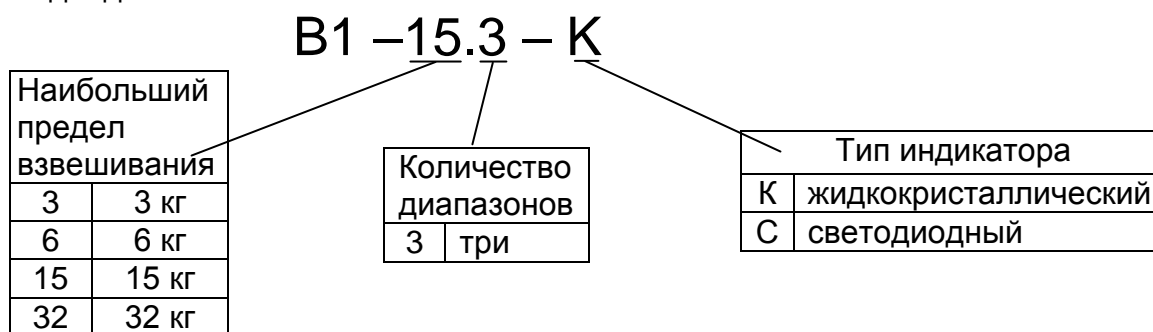 В1 –15.3 – К
Наибольший
предел
взвешивания
3 3 кг
6 6 кг
15 15 кг
32 32 кг
Количество
диапазонов
3 три
Тип индикатора
К жидкокристаллический
С светодиодный